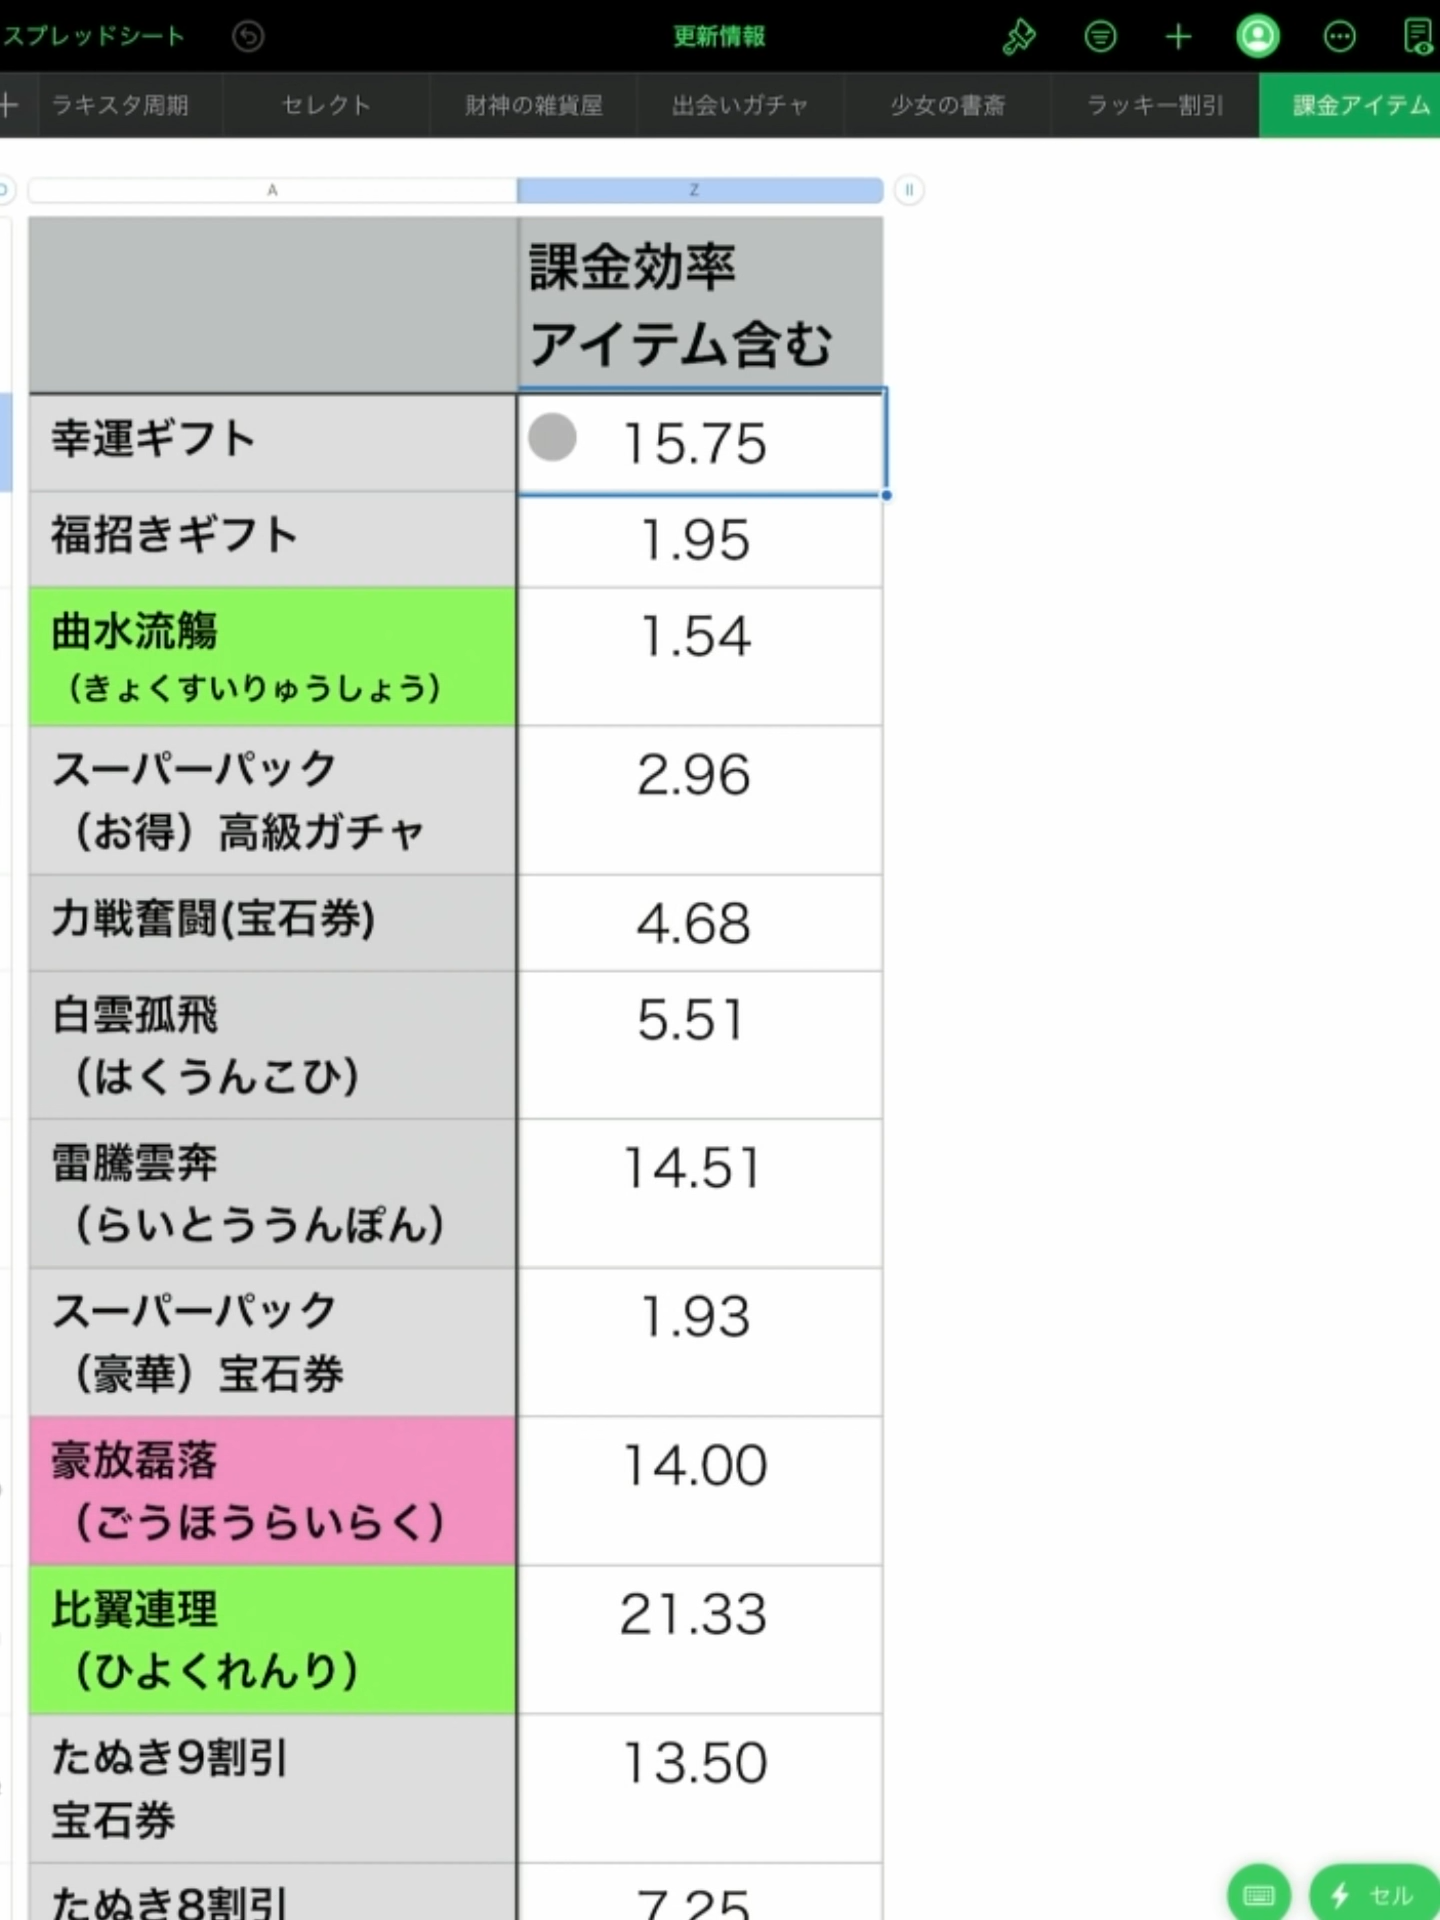 スプレッドシート
更新情報
ラキスタ周期
セレクト
財神の雑貨屋
出会いガチャ
少女の書斎
ラッキー割引
課金アイテム
A
Z
課金効率
アイテム含む
幸運ギフト
15.75
福招きギフト
1.95
曲水流觴
（きょくすいりゅうしょう）
1.54
スーパーパック
（お得）高級ガチャ
2.96
力戦奮闘(宝石券)
4.68
白雲孤飛
（はくうんこひ）
5.51
雷騰雲奔
（らいとううんぽん）
14.51
スーパーパック
（豪華）宝石券
1.93
豪放磊落
（ごうほうらいらく）
14.00
比翼連理
（ひよくれんり）
21.33
たぬき9割引
宝石券
13.50
たぬき8割引
7.25
セル